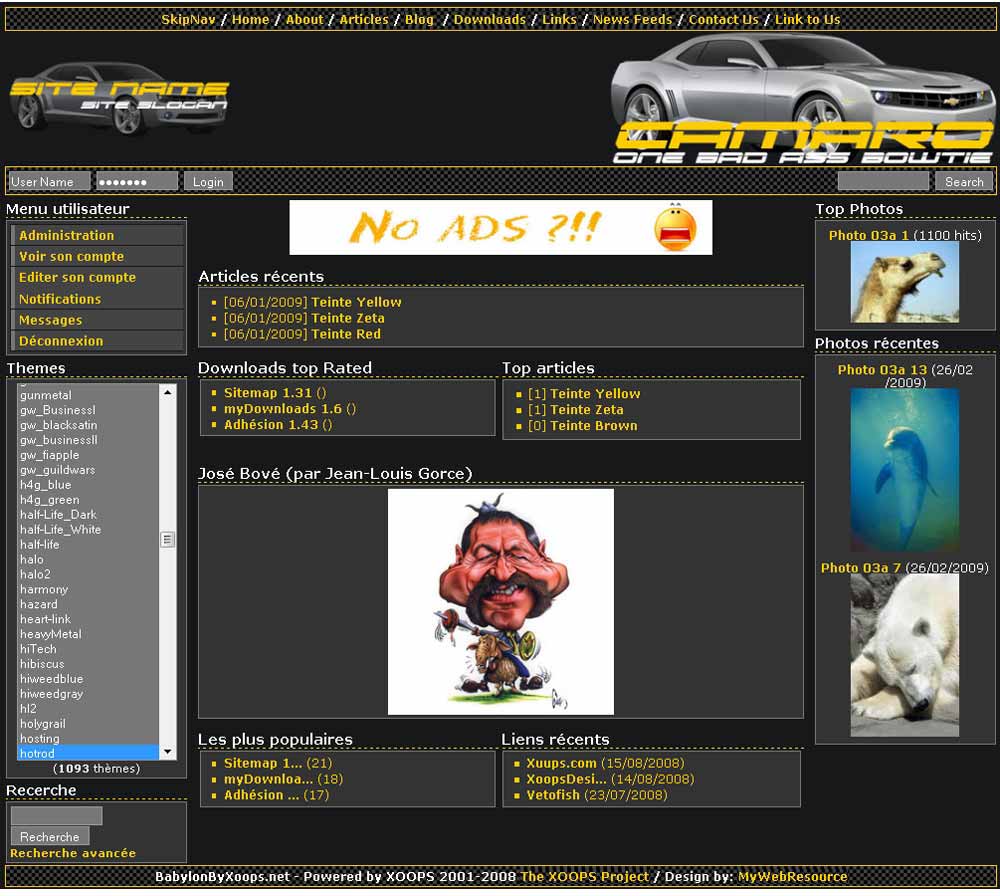 SkipNav / Home / About / Articles / Blog / Downloads / Links / News Feeds / Contact Us / Link to Us
SITE NAME
SITE SLOGAN
CAMARO
ONE BAD ASS BOWTIE
User Name
Login
Search
Menu utilisateur
Administration
Voir son compte
Editer son compte
Notifications
Messages
Déconnexion
Themes
gunmetal
gw_BusinessI
gw_blacksatin
gw_businessII
gw_fiapple
gw_guildwars
h4g_blue
h4g_green
half-Life_Dark
half-Life_White
half-life
halo
halo2
harmony
hazard
heart-link
heavyMetal
hiTech
hibiscus
hiweedblue
hiweedgray
hl2
holygrail
hosting
hotrod
(1093 thèmes)
Recerche
Recherche
Recherche avancée
No ADS ?!!
Articles récents
[06/01/2009] Teinte Yellow
[06/01/2009] Teinte Zeta
[06/01/2009] Teinte Red
Downloads top Rated
Sitemap 1.31 ()
myDownloads 1.6 ()
Adhésion 1.43 ()
Top articles
[1] Teinte Yellow
[1] Teinte Zeta
[0] Teinte Brown
José Bové (par Jean-Louis Gorce)
Les plus populaires
Sitemap 1... (21)
myDownloa... (18)
Adhésion ... (17)
Liens récents
Xuups.com (15/08/2008)
XoopsDesi... (14/08/2008)
Vetofish (23/07/2008)
Top Photos
Photo 03a 1 (1100 hits)
Photos récentes
Photo 03a 13 (26/02
/2009)
Photo 03a 7 (26/02/2009)
BabylonByXoops.net - Powered by XOOPS 2001-2008 The XOOPS Project / Design by: MyWebResource